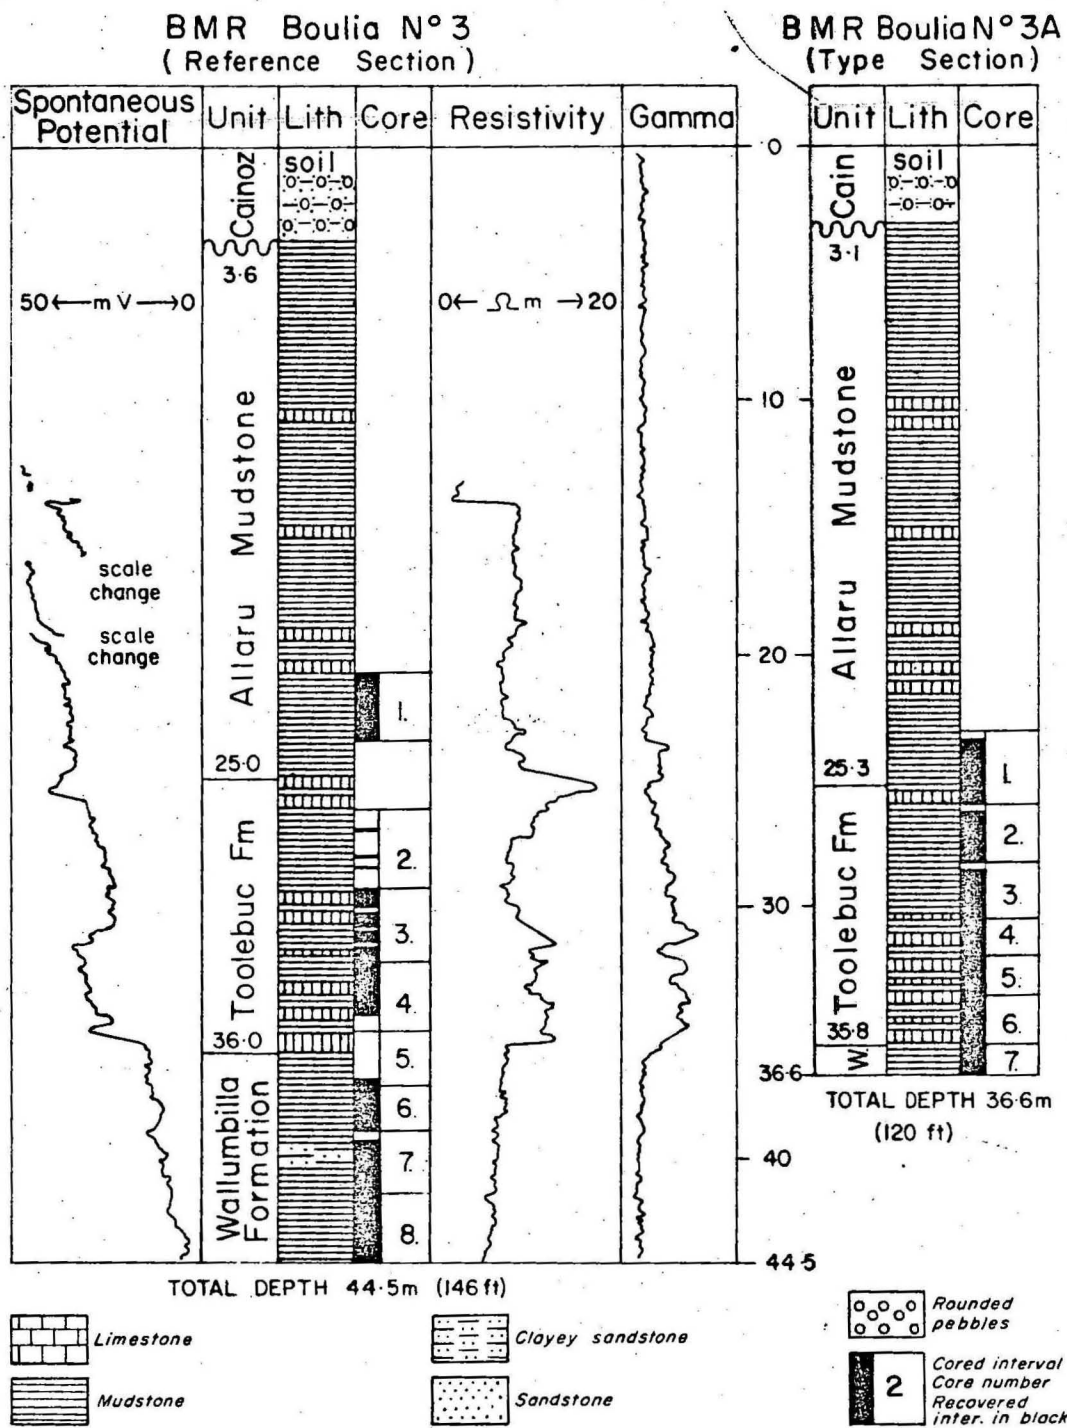 BMR Boulia Nº 3
(Reference Section)
BMR Boulia Nº 3A
(Type Section)
Spontaneous
Potential
Unit
Lith
Core
Resistivity
Gamma
Unit
Lith
Core
Cainoz
soil
3·6
50 ← mV → 0
0 ← Ωm → 20
Allaru Mudstone
scale
change
scale
change
1.
25·0
Toolebuc Fm
2.
3.
4.
36·0
5.
Wallumbilla
Formation
6.
7.
8.
TOTAL DEPTH 44·5m (146 ft)
0
10
20
30
36·6
40
44·5
Cain
soil
3·1
Allaru Mudstone
25·3
1.
Toolebuc Fm
2.
3.
4.
5.
6.
35·8
W.
7.
TOTAL DEPTH 36·6m
(120 ft)
Limestone
Mudstone
Clayey sandstone
Sandstone
Rounded
pebbles
2
Cored interval
Core number
Recovered
inter. in black